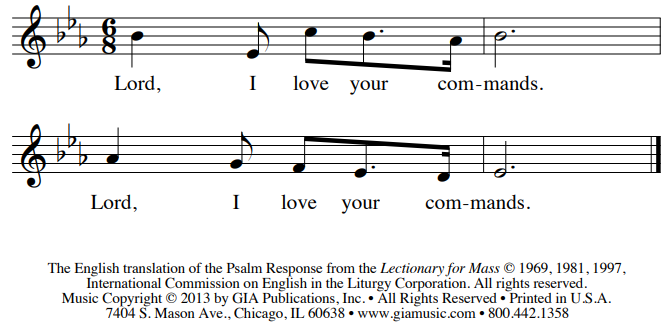 6
8
Lord, I love your com-mands.
Lord, I love your com-mands.
The English translation of the Psalm Response from the Lectionary for Mass © 1969, 1981, 1997,
International Commission on English in the Liturgy Corporation. All rights reserved.
Music Copyright © 2013 by GIA Publications, Inc. • All Rights Reserved • Printed in U.S.A.
7404 S. Mason Ave., Chicago, IL 60638 • www.giamusic.com • 800.442.1358